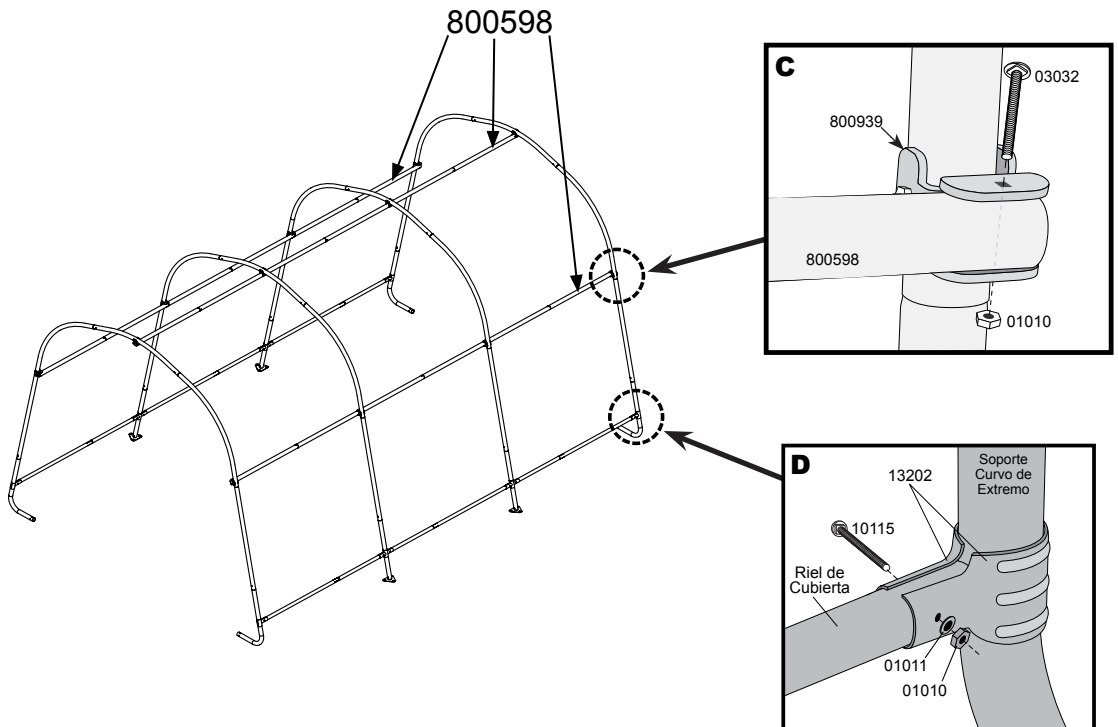 800598
C
03032
800939
800598
01010
D
Soporte
Curvo de
Extremo
13202
10115
Riel de
Cubierta
01011
01010